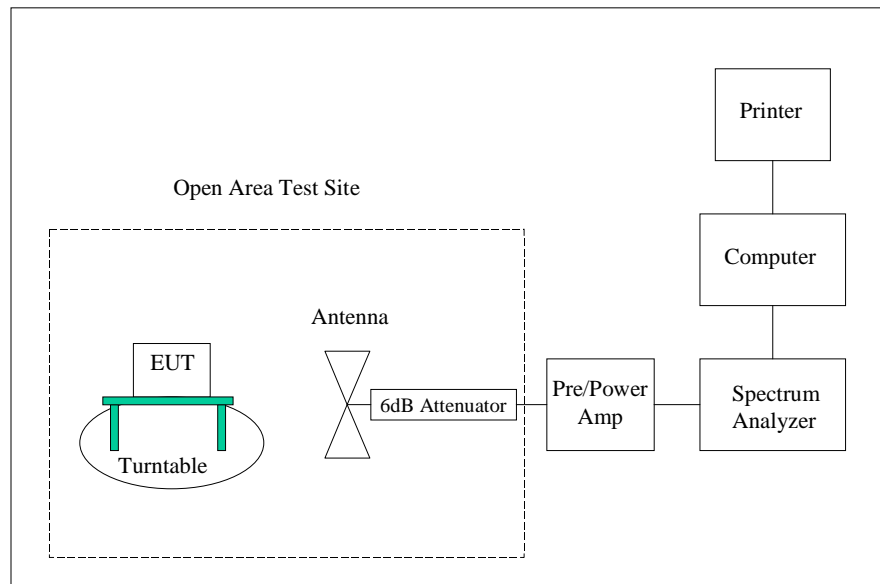 Printer
Open Area Test Site
Computer
Antenna
EUT
6dB Attenuator
Pre/Power
Amp
Spectrum
Analyzer
Turntable